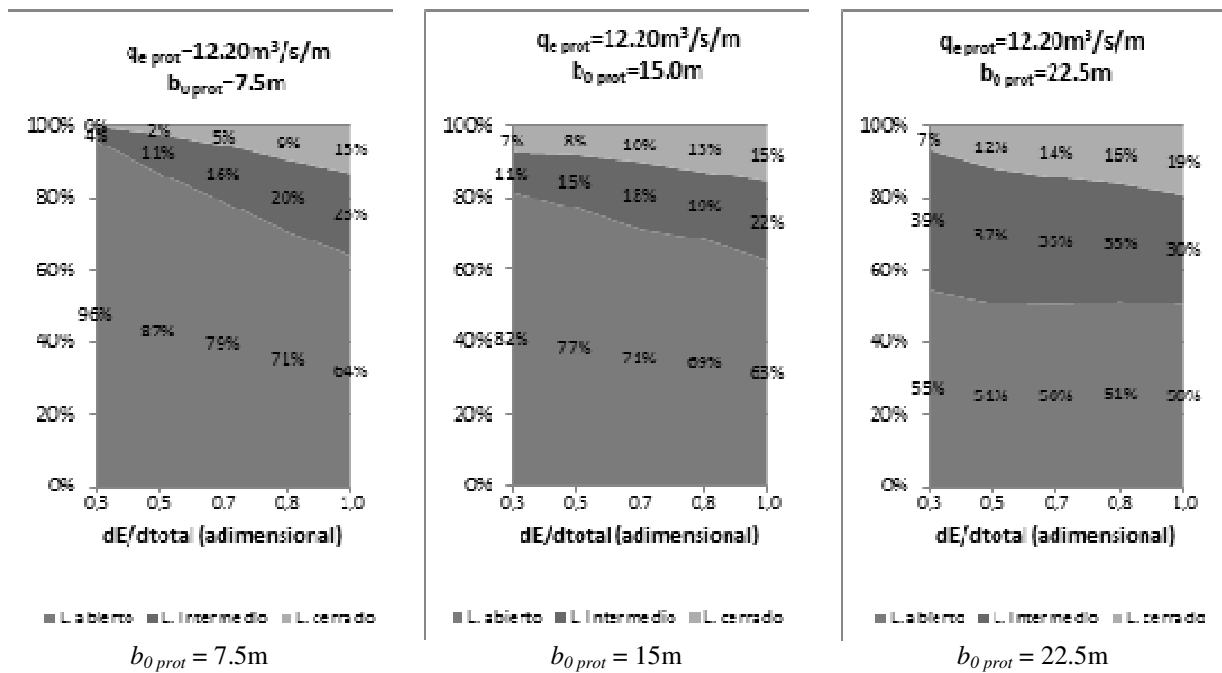 q e prot=12.20m³/s/m
b0 prot=7.5m
100%
80%
60%
40%
20%
0%
0% 2% 5% 9% 13%
4% 11% 16% 20% 23%
96% 87% 79% 71% 64%
0,3 0,5 0,7 0,8 1,0
dE/dtotal (adimensional)
L. abierto L. Intermedio L. cerrado
b0 prot = 7.5m
q e prot=12.20m³/s/m
b0 prot=15.0m
100%
80%
60%
40%
20%
0%
7% 8% 10% 13% 15%
11% 15% 18% 19% 22%
82% 77% 71% 69% 63%
0,3 0,5 0,7 0,8 1,0
dE/dtotal (adimensional)
L. abierto L. Intermedio L. cerrado
b0 prot = 15m
q e prot=12.20m³/s/m
b0 prot=22.5m
100%
80%
60%
40%
20%
0%
7% 12% 14% 16% 19%
39% 37% 35% 33% 30%
55% 51% 50% 51% 50%
0,3 0,5 0,7 0,8 1,0
dE/dtotal (adimensional)
L. abierto L. Intermedio L. cerrado
b0 prot = 22.5m